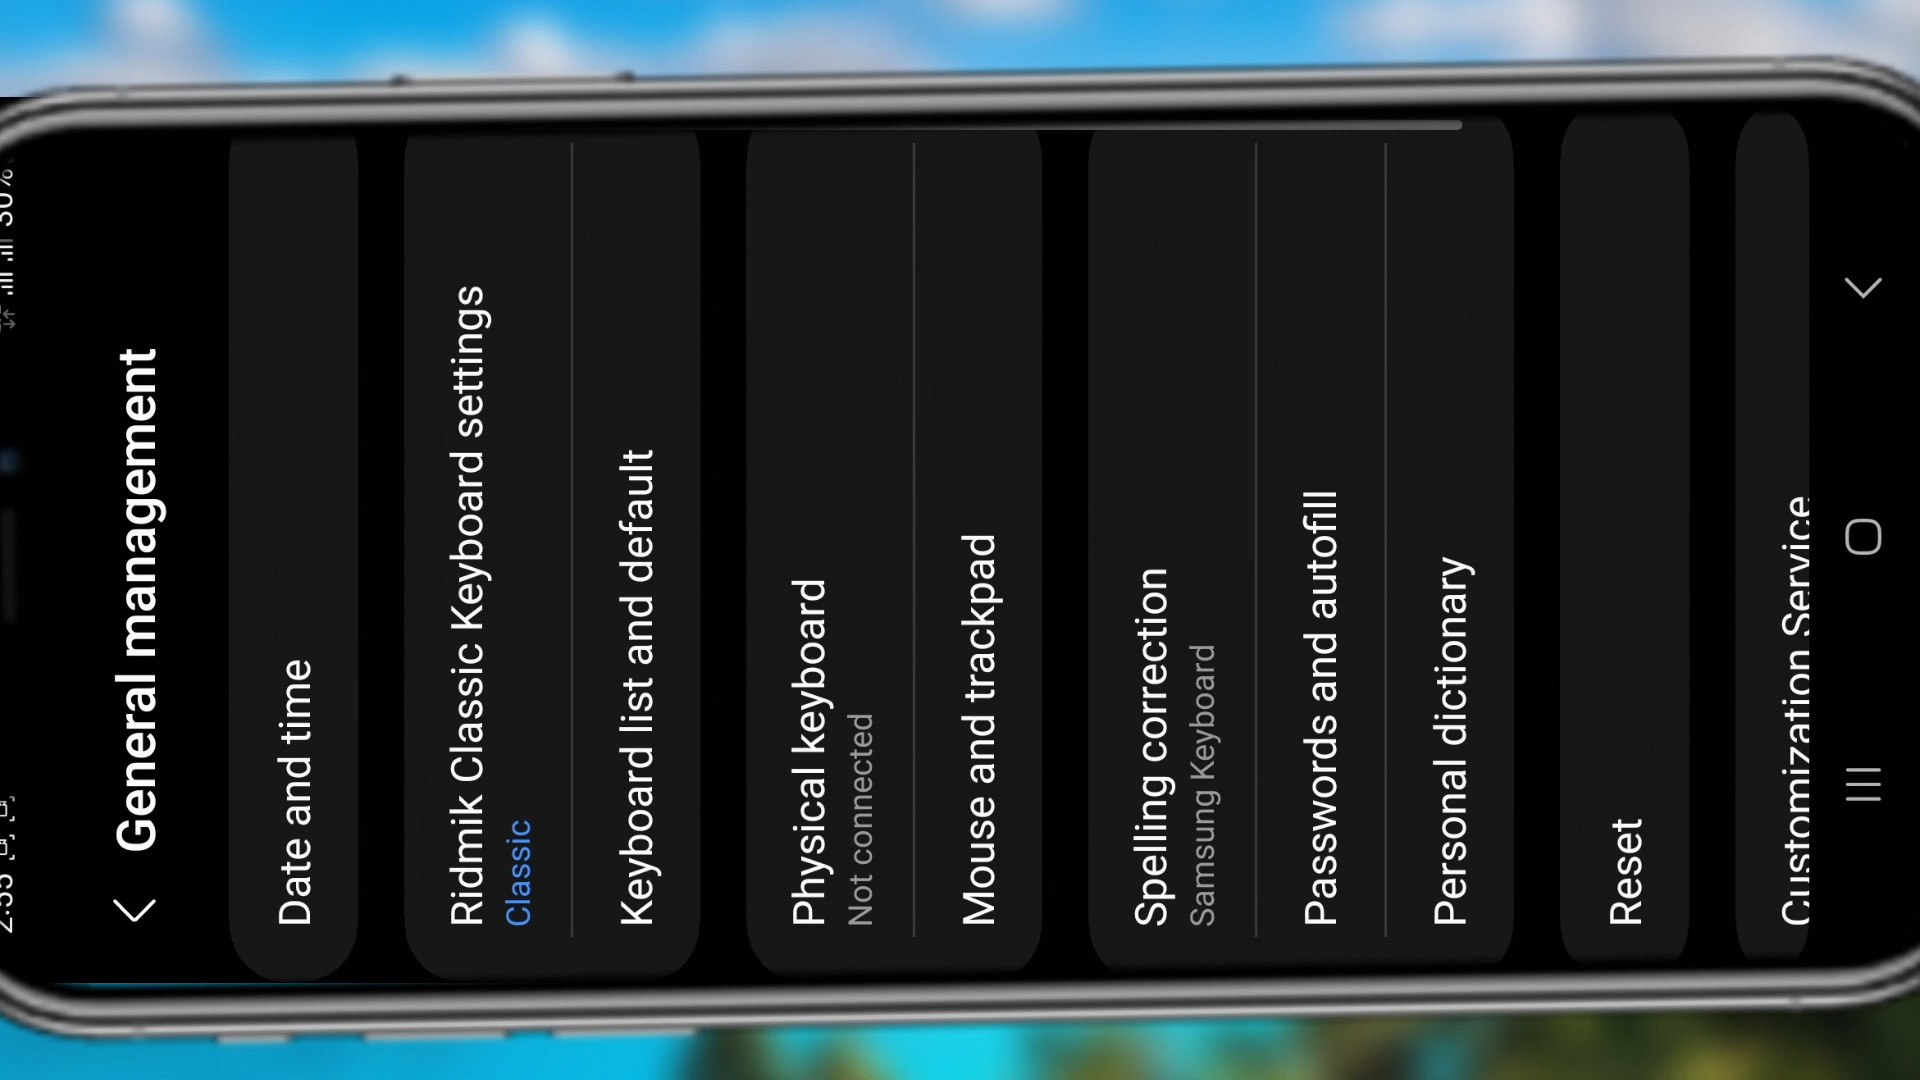 General management
Date and time
Ridmik Classic Keyboard settings
Classic
Keyboard list and default
Physical keyboard
Not connected
Mouse and trackpad
Spelling correction
Samsung Keyboard
Passwords and autofill
Personal dictionary
Reset
Customization Service